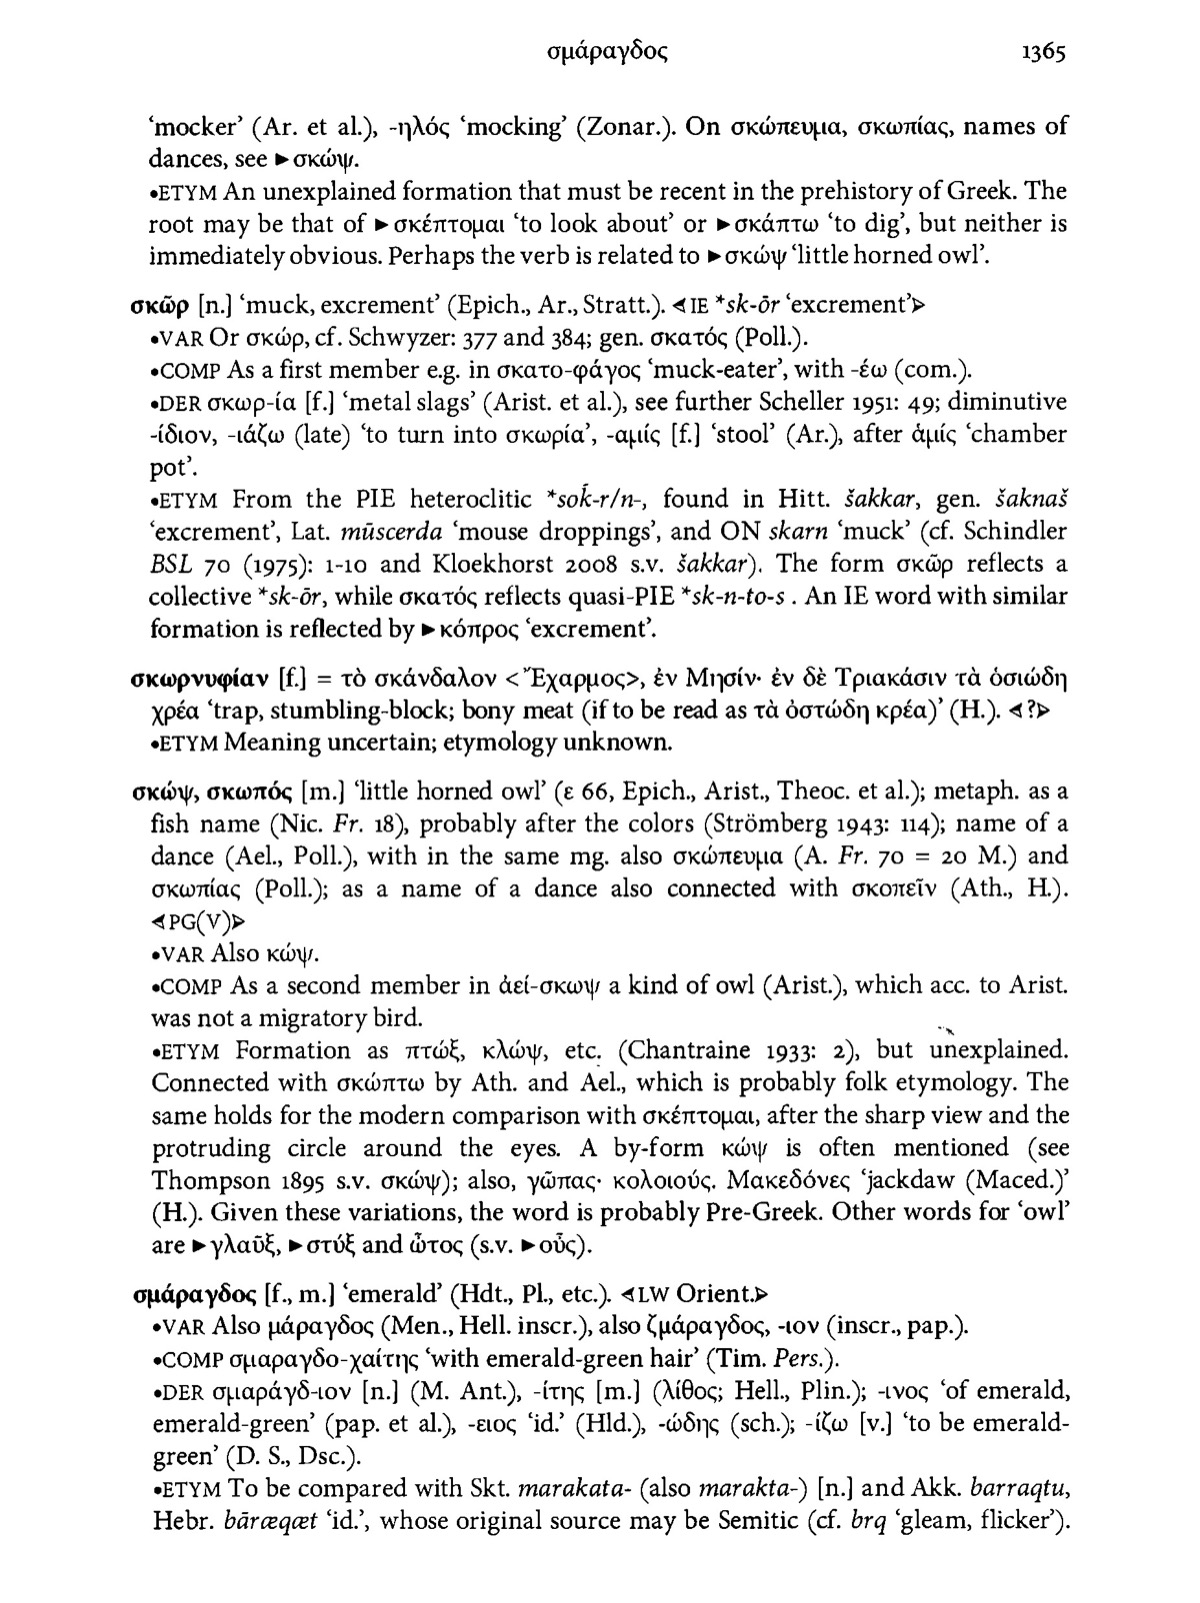 σμάραγδος 1365
‘mocker’ (Ar. et al.), -ηλός ‘mocking’ (Zonar.). On σκώπευμα, σκωπίας, names of
dances, see ►σκώψ.
•ETYM An unexplained formation that must be recent in the prehistory of Greek. The
root may be that of ►σκέπτομαι ‘to look about’ or ►σκάπτω ‘to dig’, but neither is
immediately obvious. Perhaps the verb is related to ►σκώψ ‘little horned owl’.
σκῶρ [n.] ‘muck, excrement’ (Epich., Ar., Stratt.). ⊲IE *sk-ōr ‘excrement’⊳
•VAR Or σκώρ, cf. Schwyzer: 377 and 384; gen. σκατός (Poll.).
•COMP As a first member e.g. in σκατο-φάγος ‘muck-eater’, with -έω (com.).
•DER σκωρ-ία [f.] ‘metal slags’ (Arist. et al.), see further Scheller 1951: 49; diminutive
-ίδιον, -ιάζω (late) ‘to turn into σκωρία’, -αμίς [f.] ‘stool’ (Ar.), after ἁμίς ‘chamber
pot’.
•ETYM From the PIE heteroclitic *soḱ-r/n-, found in Hitt. šakkar, gen. šaknaš
‘excrement’, Lat. mūscerda ‘mouse droppings’, and ON skarn ‘muck’ (cf. Schindler
BSL 70 (1975): 1-10 and Kloekhorst 2008 s.v. šakkar). The form σκῶρ reflects a
collective *sk-ōr, while σκατός reflects quasi-PIE *sk-n-to-s . An IE word with similar
formation is reflected by ►κόπρος ‘excrement’.
σκωρνυφίαν [f.] = τὸ σκάνδαλον <Ἔχαρμος>, ἐν Μησίν· ἐν δὲ Τριακάσιν τὰ ὁσιώδη
χρέα ‘trap, stumbling-block; bony meat (if to be read as τὰ ὀστώδη κρέα)’ (H.). ⊲?⊳
•ETYM Meaning uncertain; etymology unknown.
σκώψ, σκωπός [m.] ‘little horned owl’ (ε 66, Epich., Arist., Theoc. et al.); metaph. as a
fish name (Nic. Fr. 18), probably after the colors (Strömberg 1943: 114); name of a
dance (Ael., Poll.), with in the same mg. also σκώπευμα (A. Fr. 70 = 20 M.) and
σκωπίας (Poll.); as a name of a dance also connected with σκοπεῖν (Ath., H.).
⊲PG(V)⊳
•VAR Also κώψ.
•COMP As a second member in ἀεί-σκωψ a kind of owl (Arist.), which acc. to Arist.
was not a migratory bird.
•ETYM Formation as πτώξ, κλώψ, etc. (Chantraine 1933: 2), but unexplained.
Connected with σκώπτω by Ath. and Ael., which is probably folk etymology. The
same holds for the modern comparison with σκέπτομαι, after the sharp view and the
protruding circle around the eyes. A by-form κώψ is often mentioned (see
Thompson 1895 s.v. σκώψ); also, γῶπας· κολοιούς. Μακεδόνες ‘jackdaw (Maced.)’
(H.). Given these variations, the word is probably Pre-Greek. Other words for ‘owl’
are ►γλαῦξ, ►στύξ and ὦτος (s.v. ►οὖς).
σμάραγδος [f., m.] ‘emerald’ (Hdt., Pl., etc.). ⊲LW Orient.⊳
•VAR Also μάραγδος (Men., Hell. inscr.), also ζμάραγδος, -ιον (inscr., pap.).
•COMP σμαραγδο-χαίτης ‘with emerald-green hair’ (Tim. Pers.).
•DER σμαράγδ-ιον [n.] (M. Ant.), -ίτης [m.] (λίθος; Hell., Plin.); -ινος ‘of emerald,
emerald-green’ (pap. et al.), -ειος ‘id.’ (Hld.), -ώδης (sch.); -ίζω [v.] ‘to be emerald-
green’ (D. S., Dsc.).
•ETYM To be compared with Skt. marakata- (also marakta-) [n.] and Akk. barraqtu,
Hebr. bāræqæt ‘id.’, whose original source may be Semitic (cf. brq ‘gleam, flicker’).